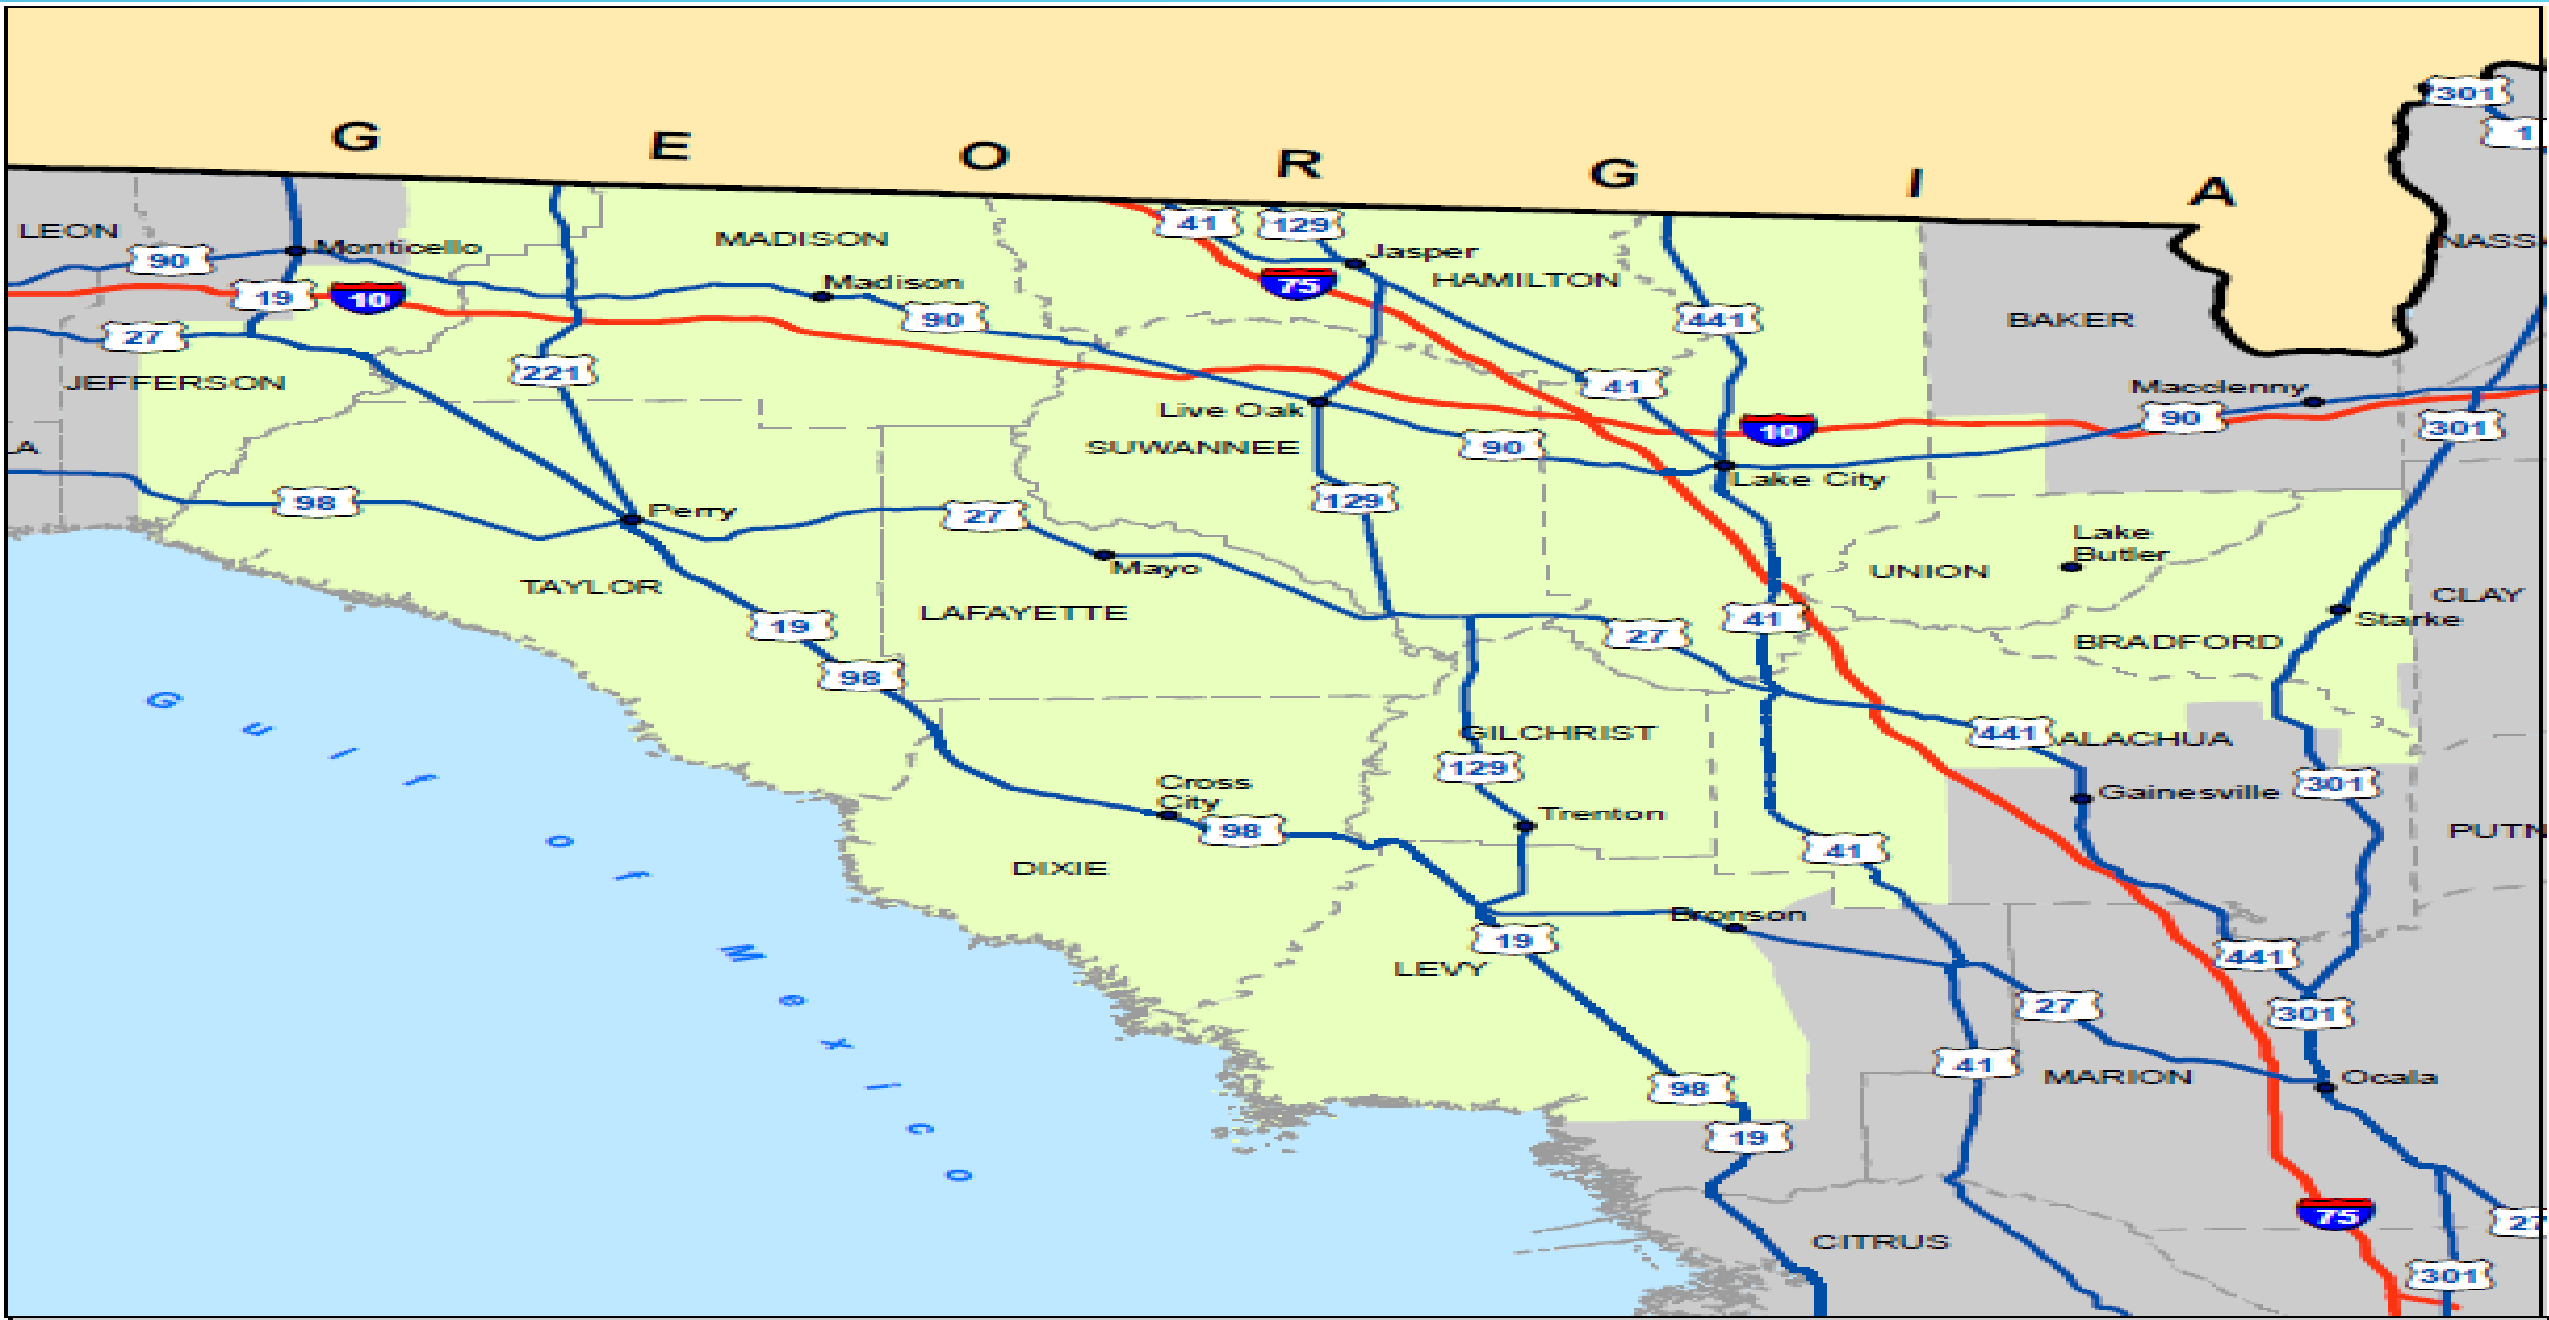 G E O R G I A
301
1
LEON
90
Monticello
MADISON
41
129
Jasper
NASS
19
10
Madison
75
HAMILTON
27
90
441
BAKER
JEFFERSON
221
41
Macclenny
Live Oak
90
A
SUWANNEE
90
10
301
98
Perry
27
129
Lake City
Lake
Butler
TAYLOR
Mayo
UNION
CLAY
19
LAFAYETTE
41
27
Starke
BRADFORD
98
Gulf of Mexico
GILCHRIST
441
ALACHUA
129
Cross
City
Trenton
Gainesville
301
98
41
PUTN
DIXIE
Bronson
19
LEVY
441
27
301
41
98
MARION
Ocala
19
75
27
CITRUS
301